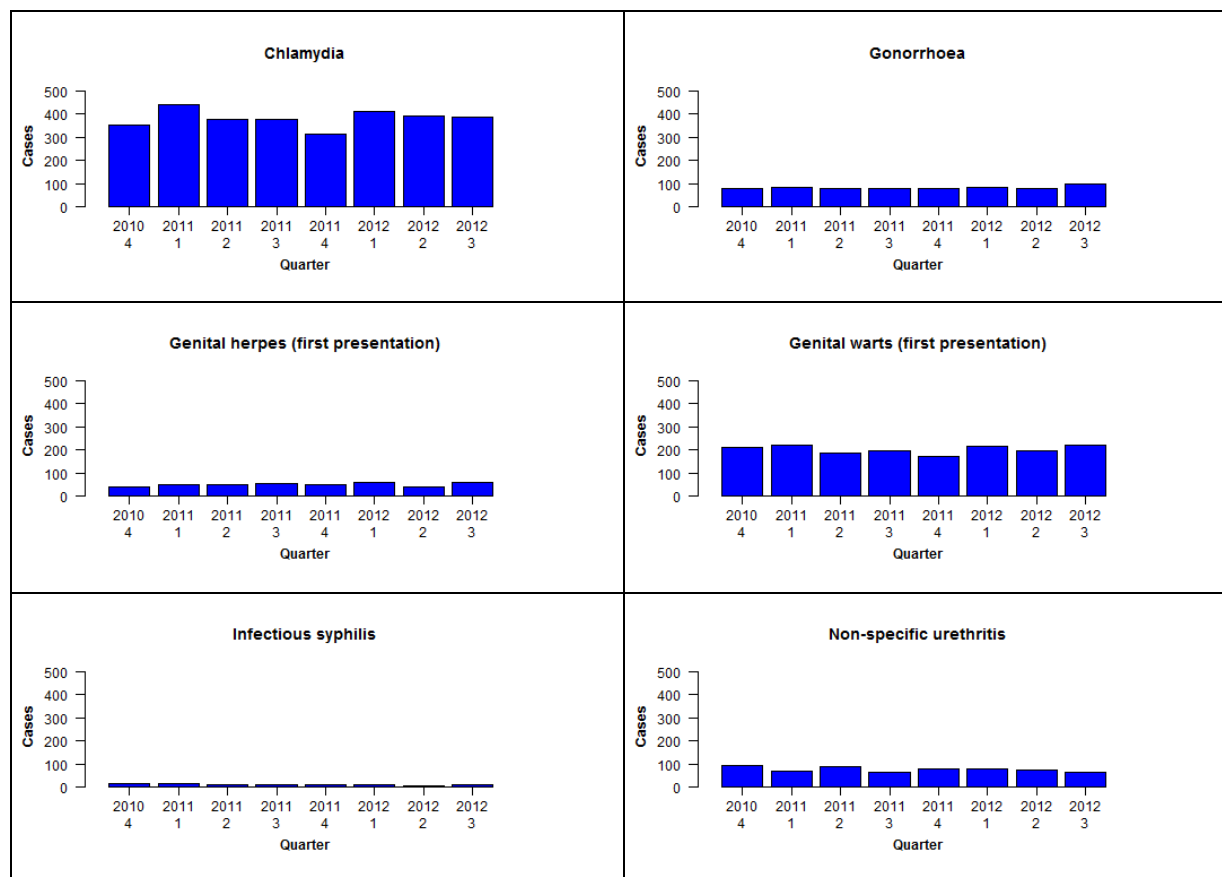 Chlamydia
500
400
300
200
100
0
Cases
2010 2011 2011 2011 2011 2012 2012 2012
4 1 2 3 4 1 2 3
Quarter
Gonorrhoea
500
400
300
200
100
0
Cases
2010 2011 2011 2011 2011 2012 2012 2012
4 1 2 3 4 1 2 3
Quarter
Genital herpes (first presentation)
500
400
300
200
100
0
Cases
2010 2011 2011 2011 2011 2012 2012 2012
4 1 2 3 4 1 2 3
Quarter
Genital warts (first presentation)
500
400
300
200
100
0
Cases
2010 2011 2011 2011 2011 2012 2012 2012
4 1 2 3 4 1 2 3
Quarter
Infectious syphilis
500
400
300
200
100
0
Cases
2010 2011 2011 2011 2011 2012 2012 2012
4 1 2 3 4 1 2 3
Quarter
Non-specific urethritis
500
400
300
200
100
0
Cases
2010 2011 2011 2011 2011 2012 2012 2012
4 1 2 3 4 1 2 3
Quarter